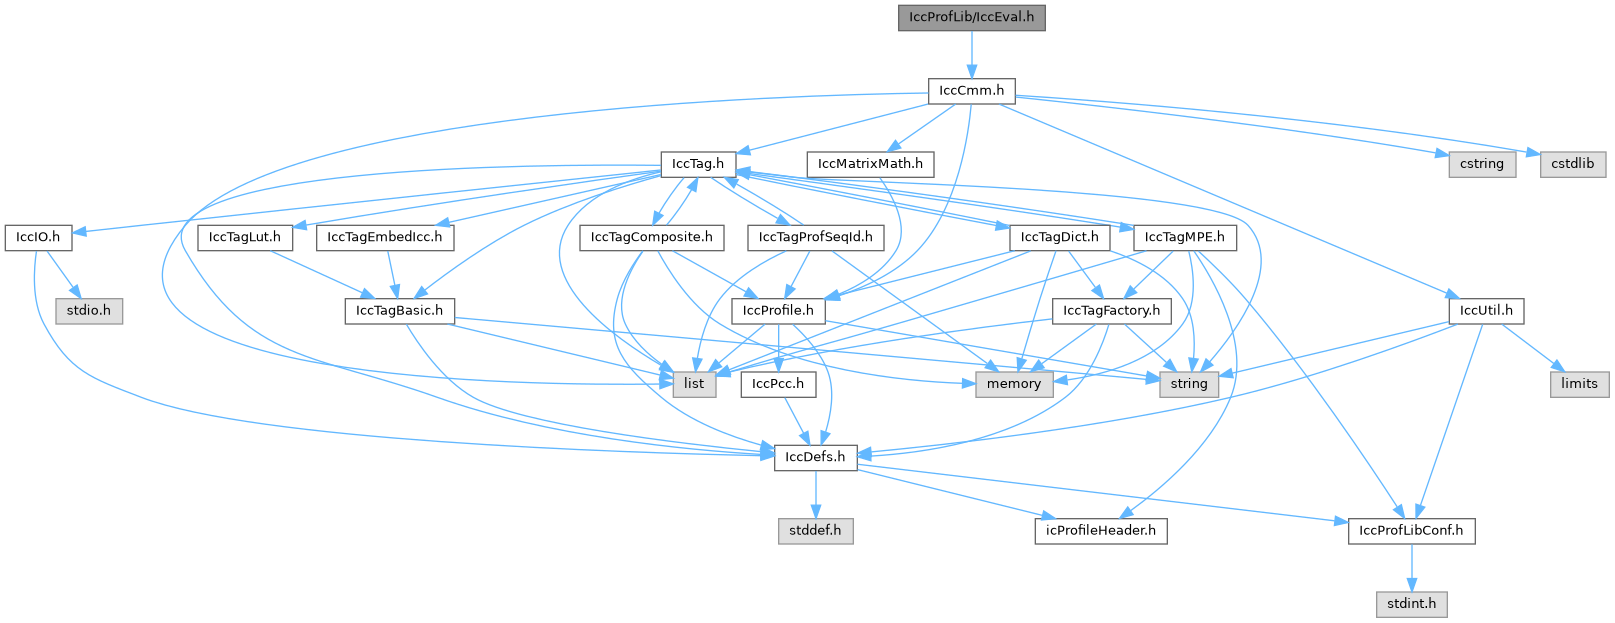 IccProfLib/IccEval.h
IccCmm.h
IccTag.h
IccMatrixMath.h
cstring
cstdlib
IccIO.h
IccTagLut.h
IccTagEmbedIcc.h
IccTagComposite.h
IccTagProfSeqId.h
IccTagDict.h
IccTagMPE.h
stdio.h
IccTagBasic.h
IccProfile.h
IccTagFactory.h
IccUtil.h
list
IccPcc.h
memory
string
limits
IccDefs.h
stddef.h
icProfileHeader.h
IccProfLibConf.h
stdint.h